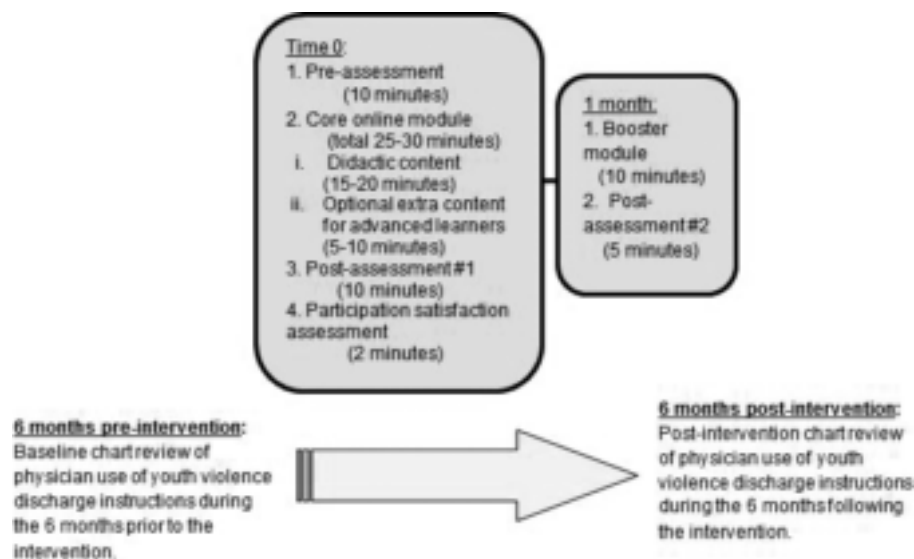 Time 0:
1. Pre-assessment
(10 minutes)
2. Core online module
(total 25-30 minutes)
i. Didactic content
(15-20 minutes)
ii. Optional extra content
for advanced learners
(5-10 minutes)
3. Post-assessment #1
(10 minutes)
4. Participation satisfaction
assessment
(2 minutes)
1 month:
1. Booster
module
(10 minutes)
2. Post-
assessment #2
(5 minutes)
6 months pre-intervention:
Baseline chart review of
physician use of youth violence
discharge instructions during
the 6 months prior to the
intervention.
6 months post-intervention:
Post-intervention chart review
of physician use of youth
violence discharge instructions
during the 6 months following
the intervention.